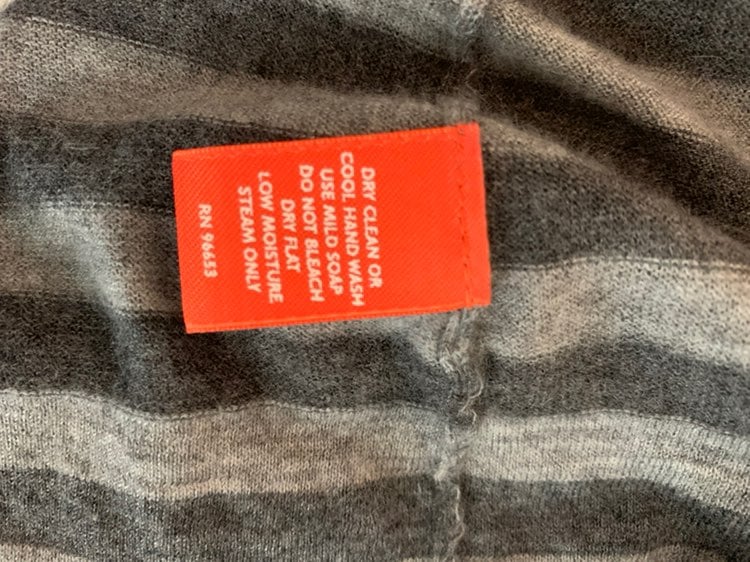 DRY CLEAN OR
COOL HAND WASH
USE MILD SOAP
DO NOT BLEACH
DRY FLAT
LOW MOISTURE
STEAM ONLY
RN 96653